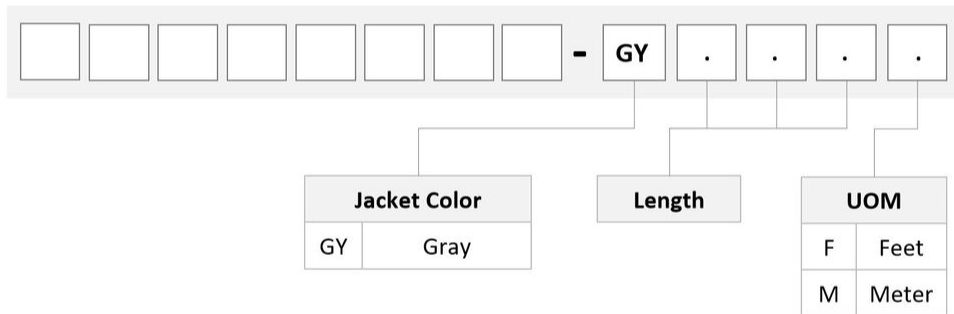 - GY . . . .
Jacket Color Length UOM
GY Gray F Feet
M Meter